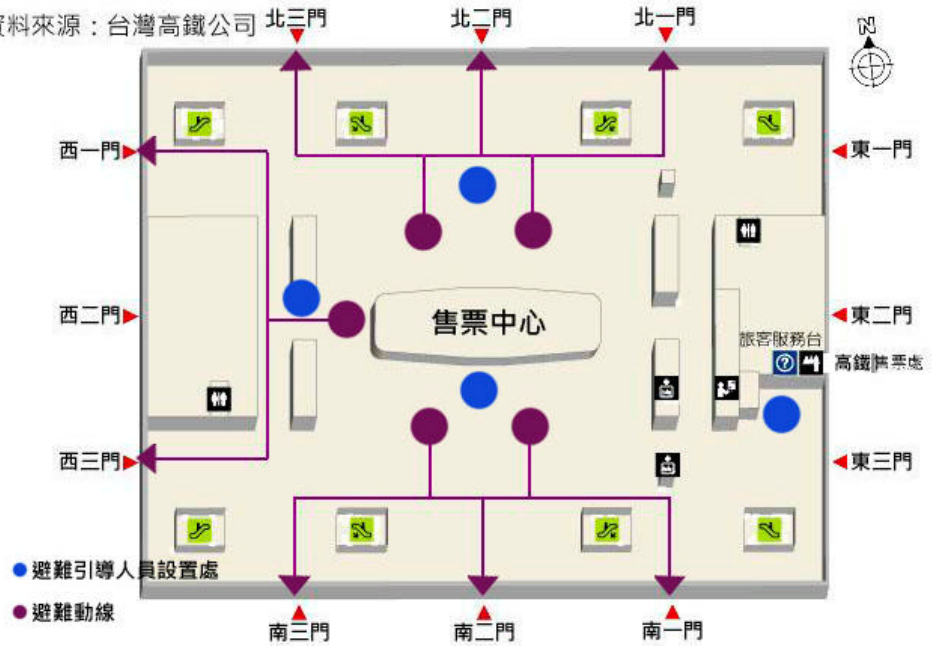 資料來源：台灣高鐵公司
北三門
北二門
北一門
N
西一門
東一門
西二門
售票中心
東二門
旅客服務台
?
高鐵售票處
西三門
東三門
避難引導人員設置處
避難動線
南三門
南二門
南一門